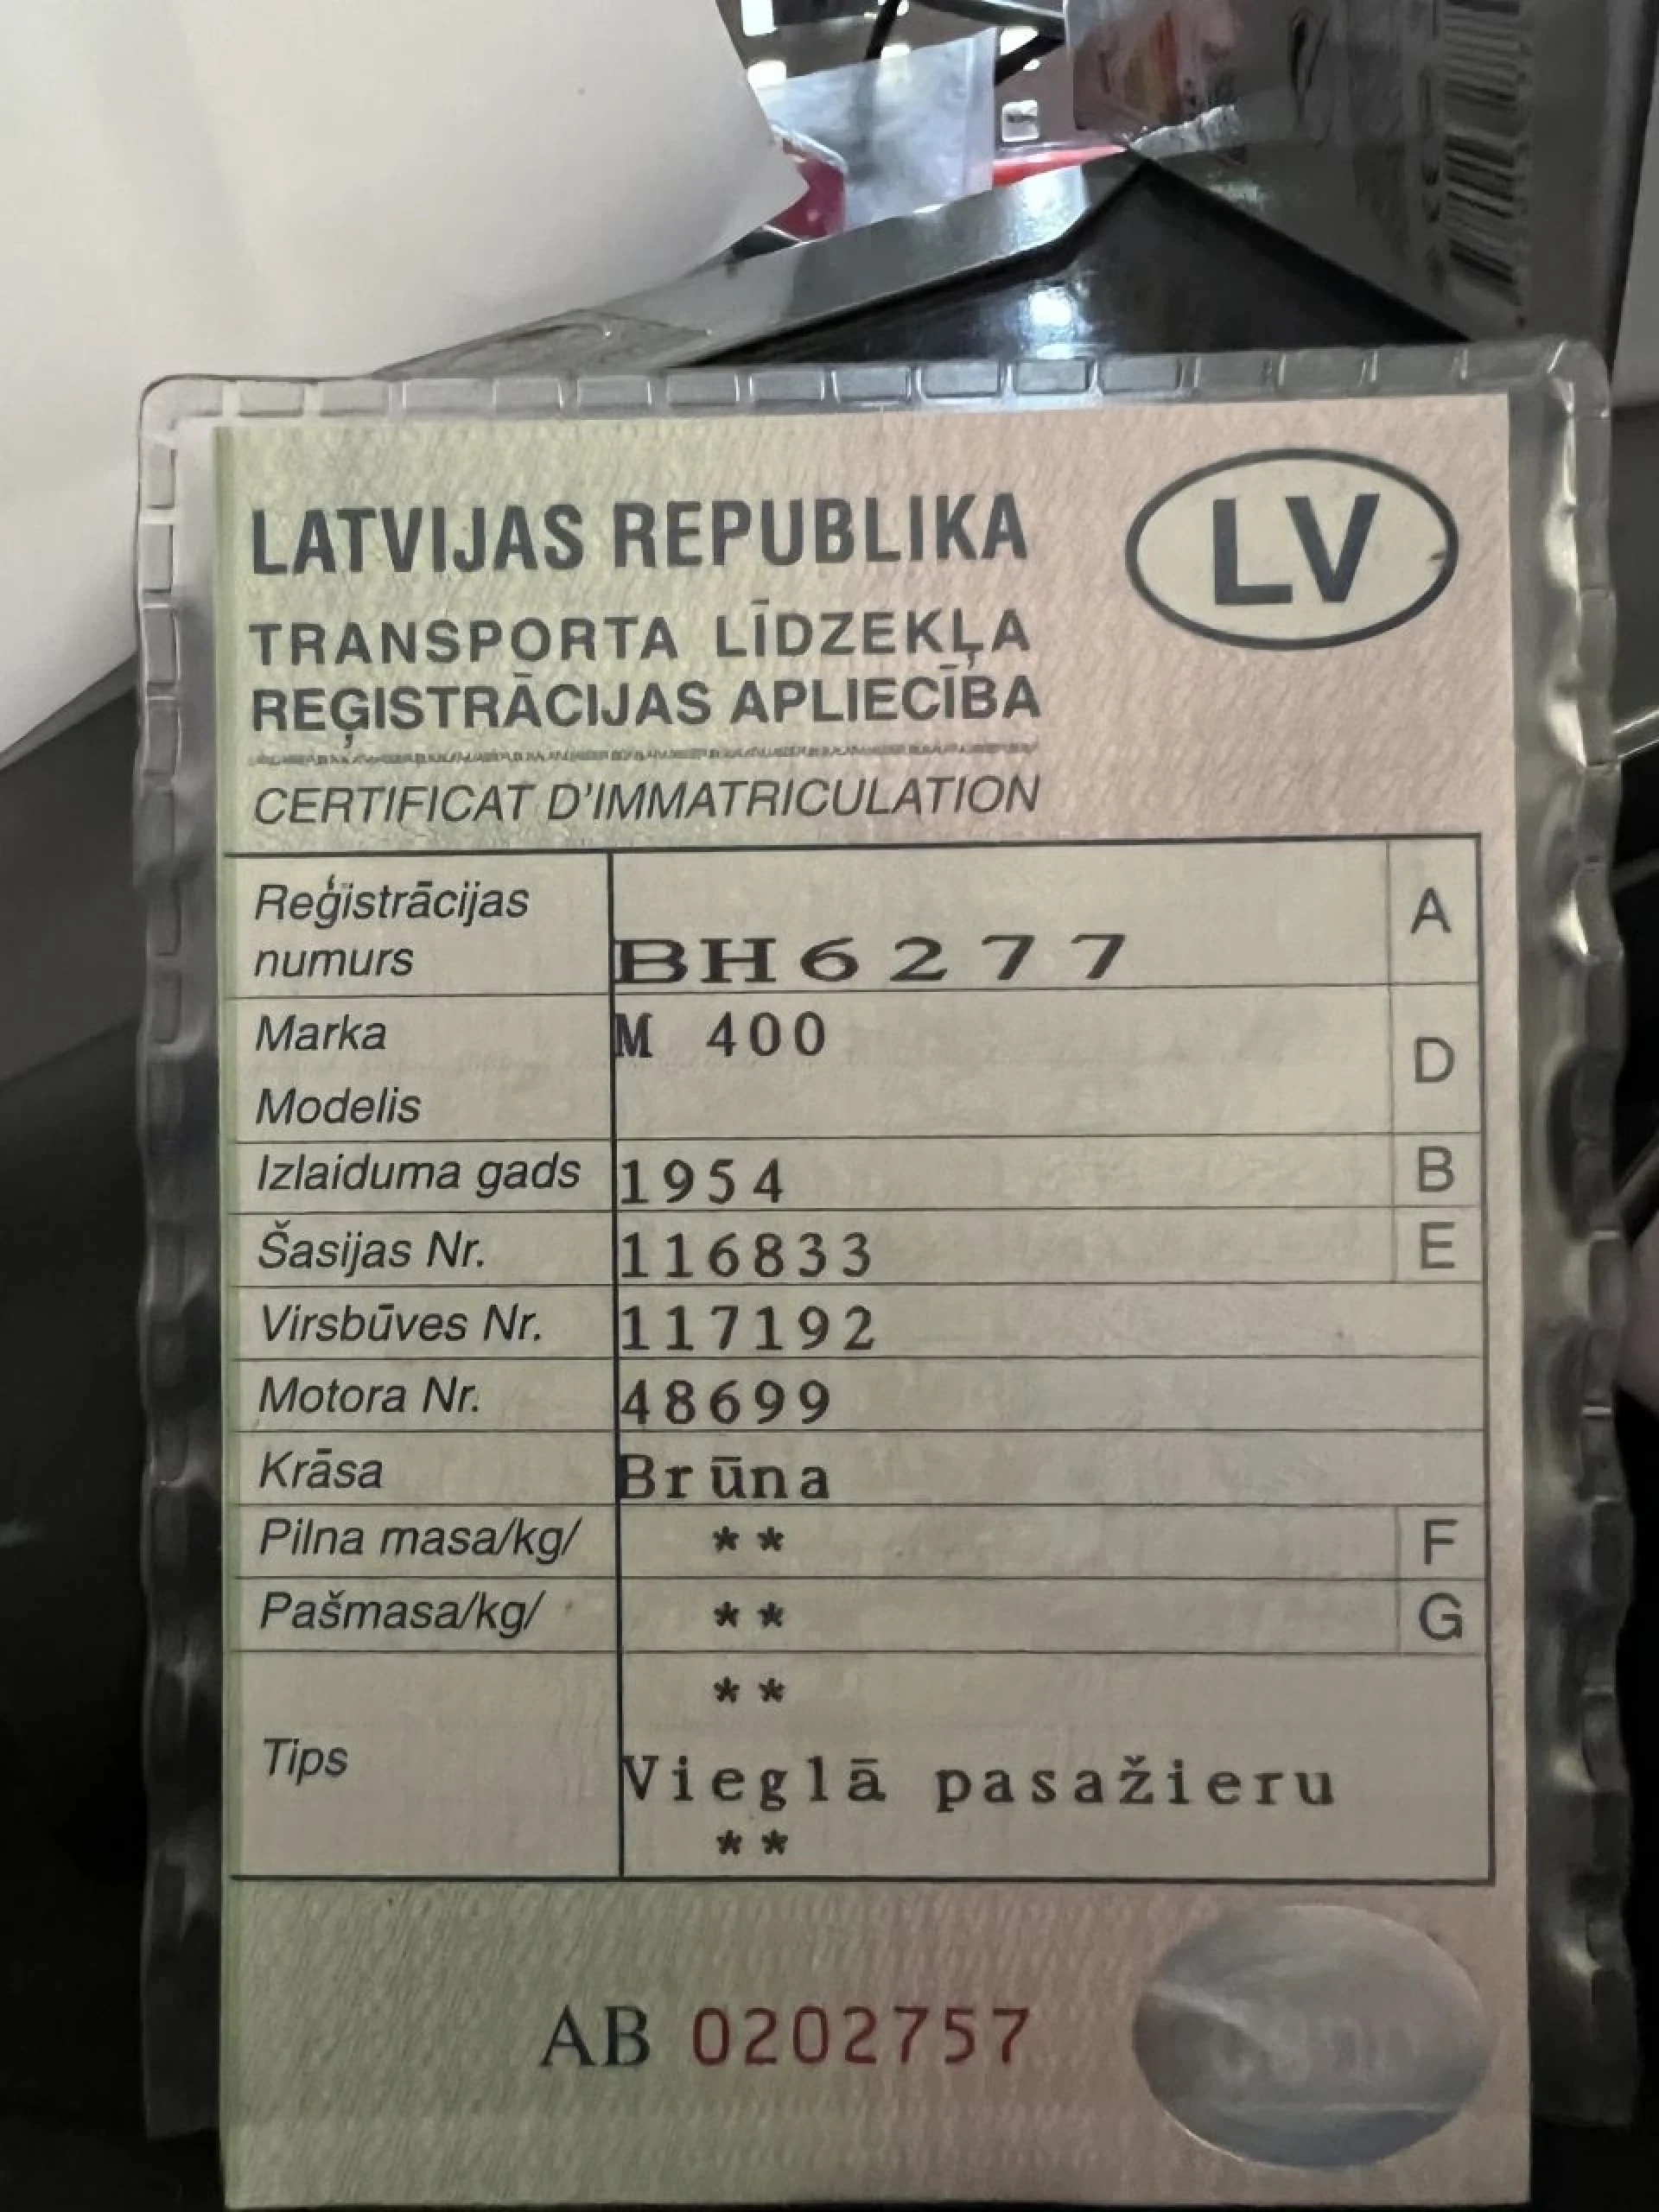 LATVIJAS REPUBLIKA
LV
TRANSPORTA LĪDZEKĻA
REĢISTRĀCIJAS APLIECĪBA
CERTIFICAT D'IMMATRICULATION
Reģistrācijas numurs BH6277 A
Marka M 400 D
Modelis
Izlaiduma gads 1954 B
Šasijas Nr. 116833 E
Virsbūves Nr. 117192
Motora Nr. 48699
Krāsa Brūna
Pilna masa/kg/ ** F
Pašmasa/kg/ ** G
**
Tips Vieglā pasažieru
**
AB 0202757